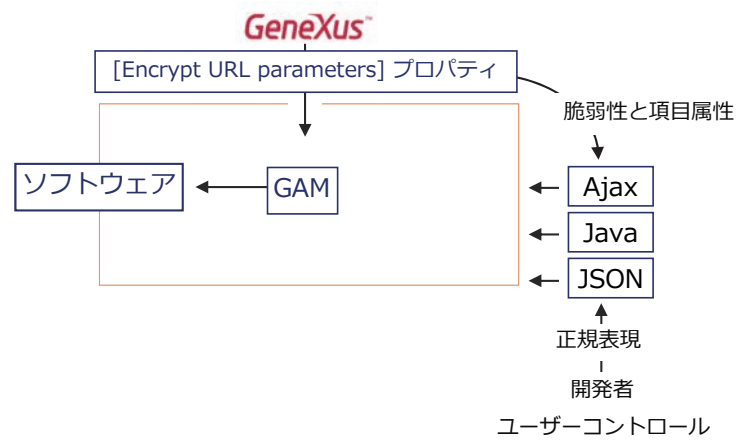 GeneXus™
[Encrypt URL parameters] プロパティ
脆弱性と項目属性
ソフトウェア
GAM
Ajax
Java
JSON
正規表現
開発者
ユーザーコントロール